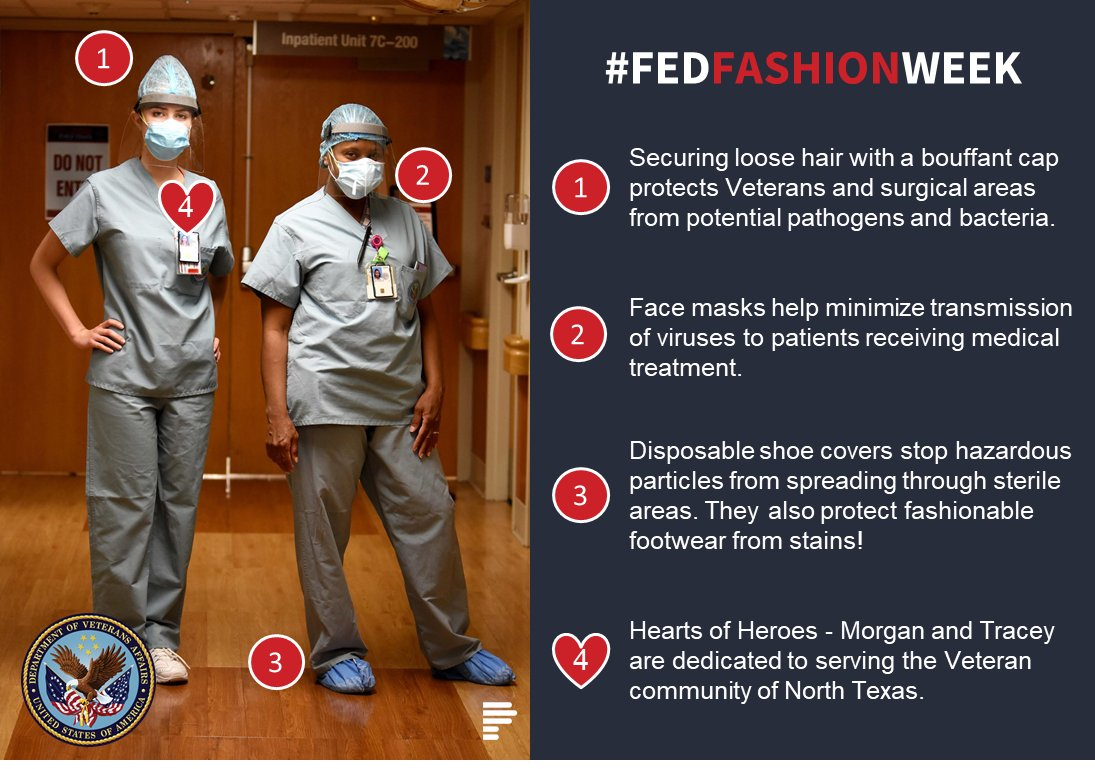 Inpatient Unit 7C-200
DO NOT
ENT
1
2
4
3
DEPARTMENT OF VETERANS AFFAIRS
UNITED STATES OF AMERICA
#FEDFASHIONWEEK
1
Securing loose hair with a bouffant cap
protects Veterans and surgical areas
from potential pathogens and bacteria.
2
Face masks help minimize transmission
of viruses to patients receiving medical
treatment.
3
Disposable shoe covers stop hazardous
particles from spreading through sterile
areas. They also protect fashionable
footwear from stains!
4
Hearts of Heroes - Morgan and Tracey
are dedicated to serving the Veteran
community of North Texas.